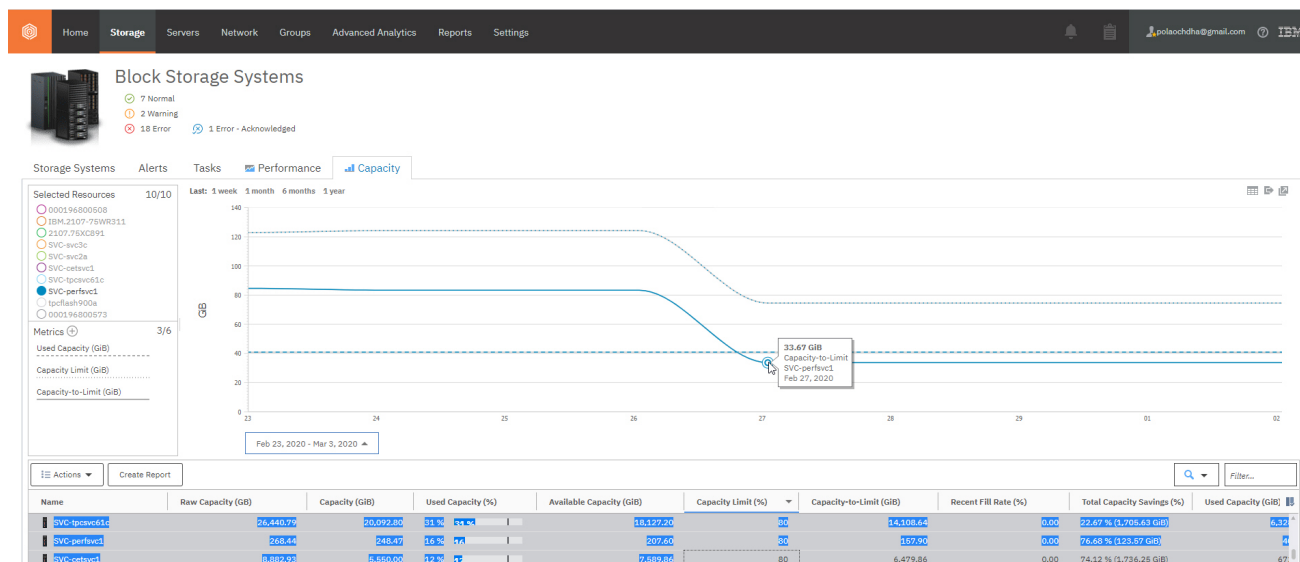 Home Storage Servers Network Groups Advanced Analytics Reports Settings polaochdha@gmail.com IBM
Block Storage Systems
7 Normal
2 Warning
18 Error 1 Error - Acknowledged
Storage Systems Alerts Tasks Performance Capacity
Selected Resources 10/10
000196800508
IBM.2107-75WR311
2107.75XC891
SVC-svc3c
SVC-svc2a
SVC-cetsvc1
SVC-tpcsvc61c
SVC-perfsvc1
tpcflash900a
000196800573
Metrics 3/6
Used Capacity (GiB)
Capacity Limit (GiB)
Capacity-to-Limit (GiB)
Last: 1 week 1 month 6 months 1 year
GB
140
120
100
80
60
40
20
0
23 24 25 26 27 28 29 01 02
33.67 GiB
Capacity-to-Limit
SVC-perfsvc1
Feb 27, 2020
Feb 23, 2020 - Mar 3, 2020
Actions Create Report Filter...
Name Raw Capacity (GB) Capacity (GiB) Used Capacity (%) Available Capacity (GiB) Capacity Limit (%) Capacity-to-Limit (GiB) Recent Fill Rate (%) Total Capacity Savings (%) Used Capacity (GiB)
SVC-tpcsvc61c 26,440.79 20,092.80 31 % 31 % 18,127.20 80 14,108.64 0.00 22.67 % (1,705.63 GiB)
SVC-perfsvc1 268.44 248.47 16 % 16 207.60 80 157.90 0.00 76.68 % (123.57 GiB)
SVC-cetsvc1 8,882.93 5,550.00 12 % 7,589.86 80 6,479.86 0.00 74.12 % (1,736.25 GiB)